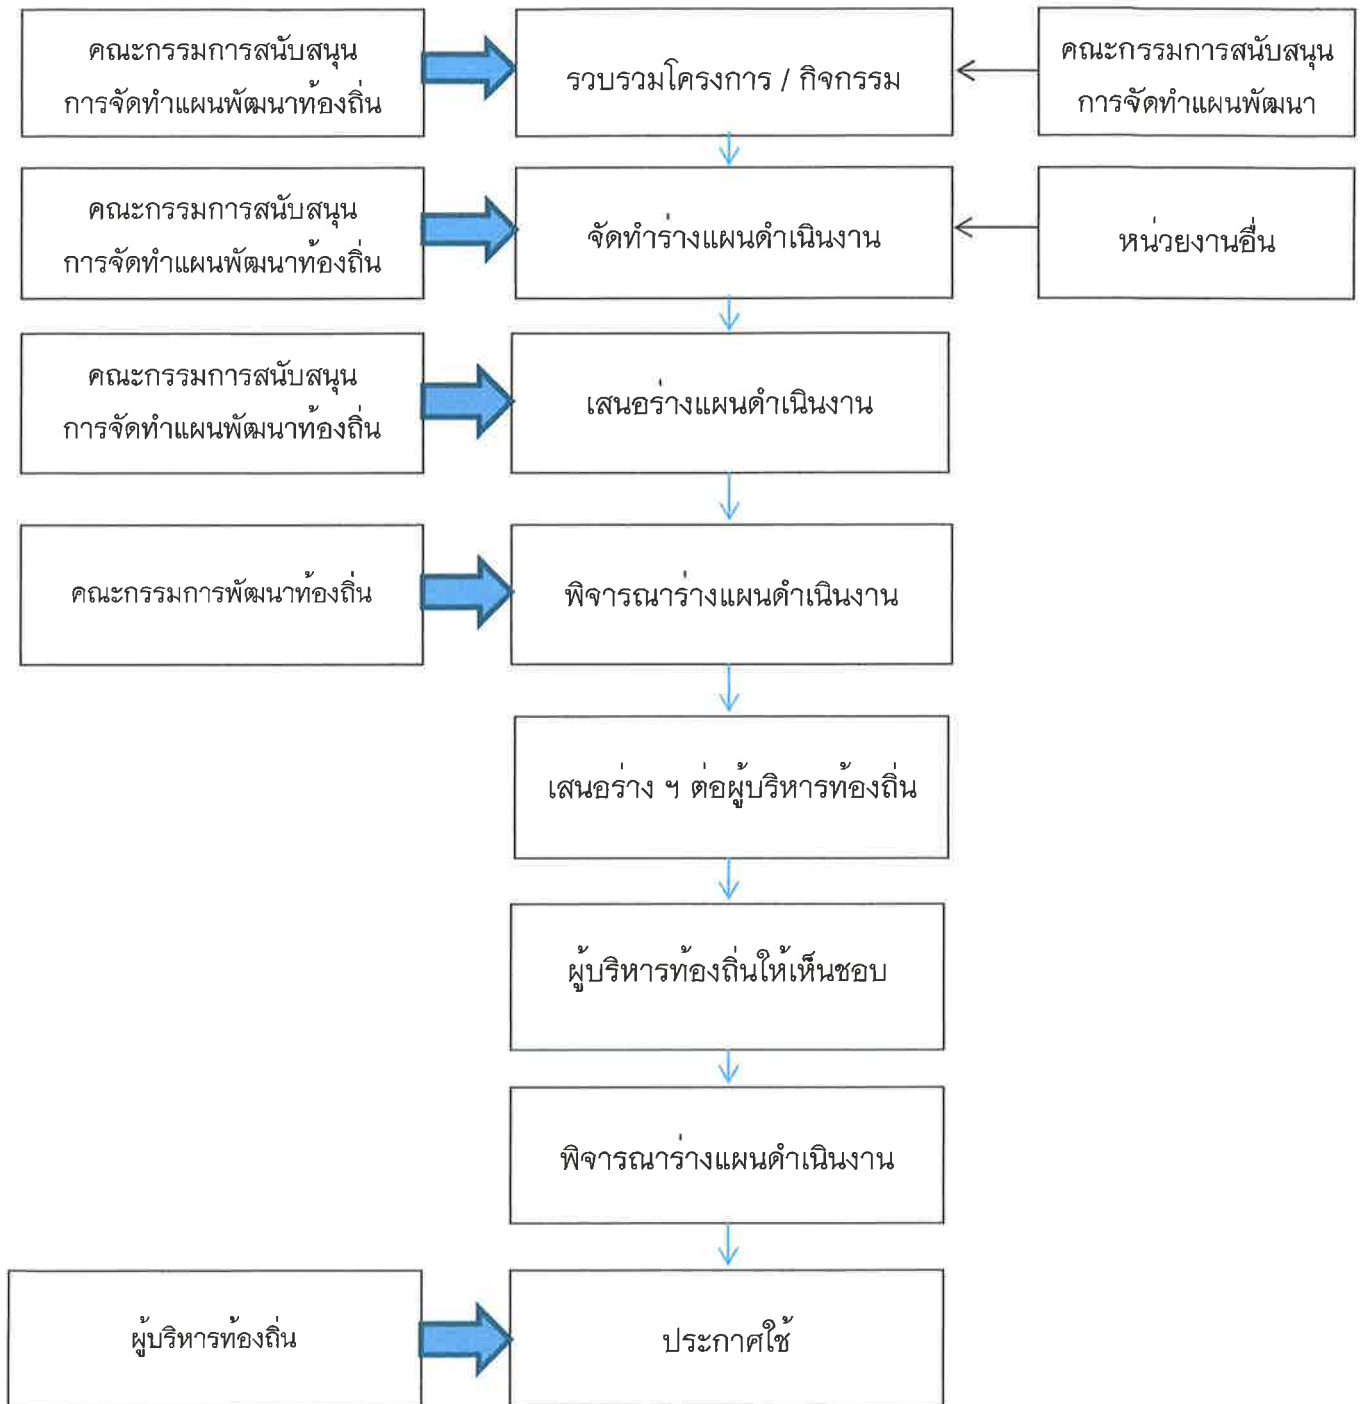 คณะกรรมการสนับสนุน
การจัดทำแผนพัฒนาท้องถิ่น
รวบรวมโครงการ / กิจกรรม
คณะกรรมการสนับสนุน
การจัดทำแผนพัฒนา
คณะกรรมการสนับสนุน
การจัดทำแผนพัฒนาท้องถิ่น
จัดทำร่างแผนดำเนินงาน
หน่วยงานอื่น
คณะกรรมการสนับสนุน
การจัดทำแผนพัฒนาท้องถิ่น
เสนอร่างแผนดำเนินงาน
คณะกรรมการพัฒนาท้องถิ่น
พิจารณาร่างแผนดำเนินงาน
เสนอร่าง ฯ ต่อผู้บริหารท้องถิ่น
ผู้บริหารท้องถิ่นให้เห็นชอบ
พิจารณาร่างแผนดำเนินงาน
ผู้บริหารท้องถิ่น
ประกาศใช้